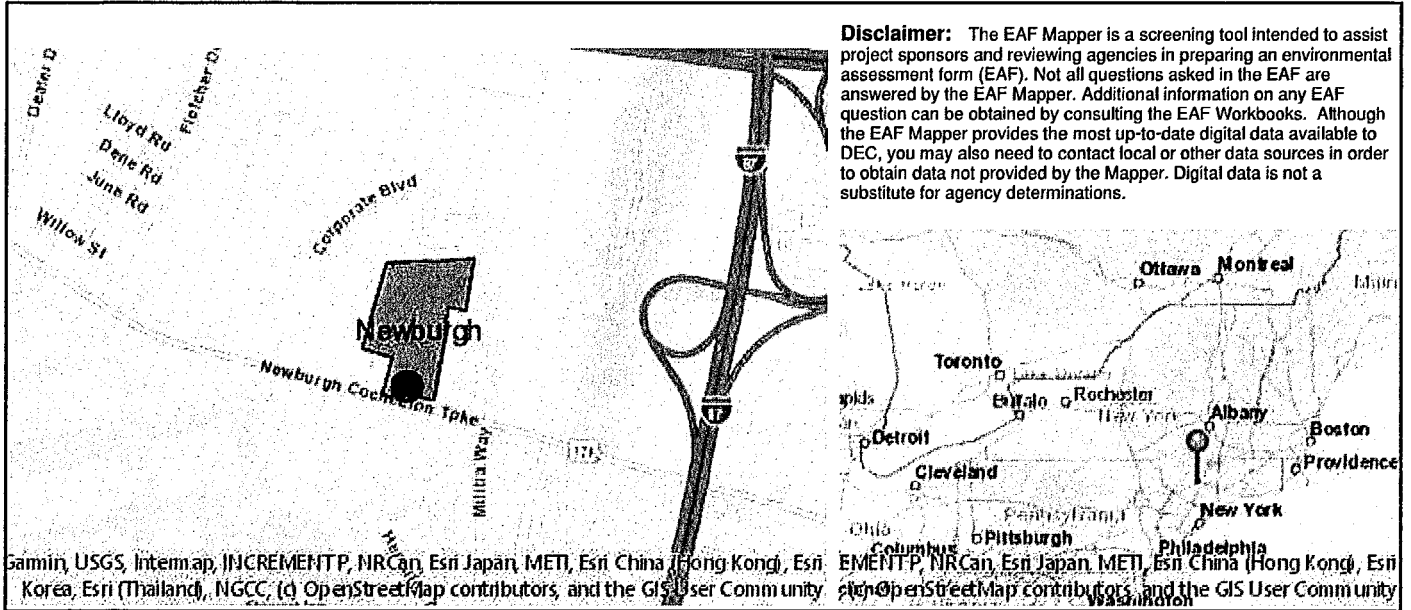 Disclaimer: The EAF Mapper is a screening tool intended to assist
project sponsors and reviewing agencies in preparing an environmental
assessment form (EAF). Not all questions asked in the EAF are
answered by the EAF Mapper. Additional information on any EAF
question can be obtained by consulting the EAF Workbooks. Although
the EAF Mapper provides the most up-to-date digital data available to
DEC, you may also need to contact local or other data sources in order
to obtain data not provided by the Mapper. Digital data is not a
substitute for agency determinations.
Lloyd Rd
Dene Rd
June Rd
Willow St
Fletcher
Corporate Blvd
Newburgh
Newburgh Cochecton Tpke
Militia Way
87
Gamin, USGS, Intermap, INCREMENT P, NRCan, Esri Japan, METI, Esri China (Hong Kong), Esri
Korea, Esri (Thailand), NGCC, (c) OpenStreetMap contributors, and the GIS User Community
Ottawa
Montreal
Toronto
Buffalo
Rochester
New York
Albany
Detroit
Boston
Providence
Cleveland
Pennsylvania
New York
Ohio
Columbus
Pittsburgh
Philadelphia
EMENT P, NRCan, Esri Japan, METI, Esri China (Hong Kong), Esri
OpenStreetMap contributors, and the GIS User Community
Washington